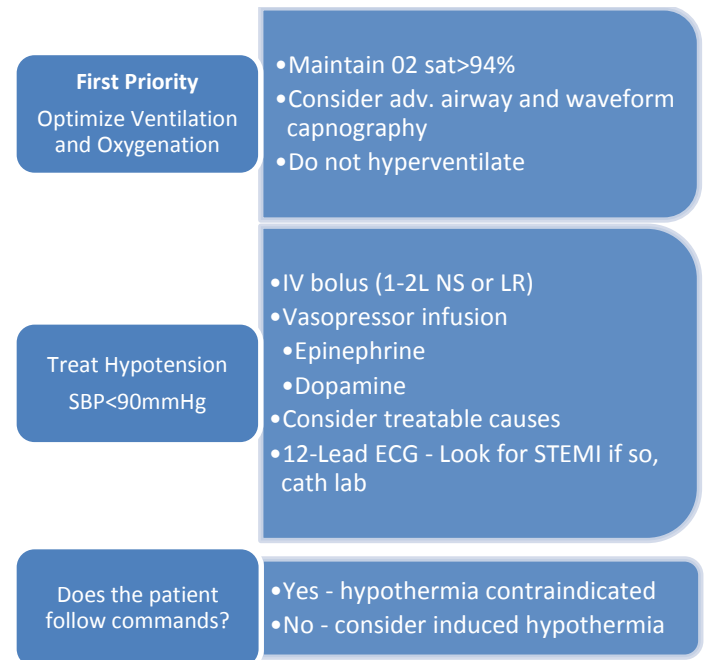 First Priority
Optimize Ventilation
and Oxygenation
•Maintain 02 sat>94%
•Consider adv. airway and waveform
capnography
•Do not hyperventilate
Treat Hypotension
SBP<90mmHg
•IV bolus (1-2L NS or LR)
•Vasopressor infusion
•Epinephrine
•Dopamine
•Consider treatable causes
•12-Lead ECG - Look for STEMI if so,
cath lab
Does the patient
follow commands?
•Yes - hypothermia contraindicated
•No - consider induced hypothermia